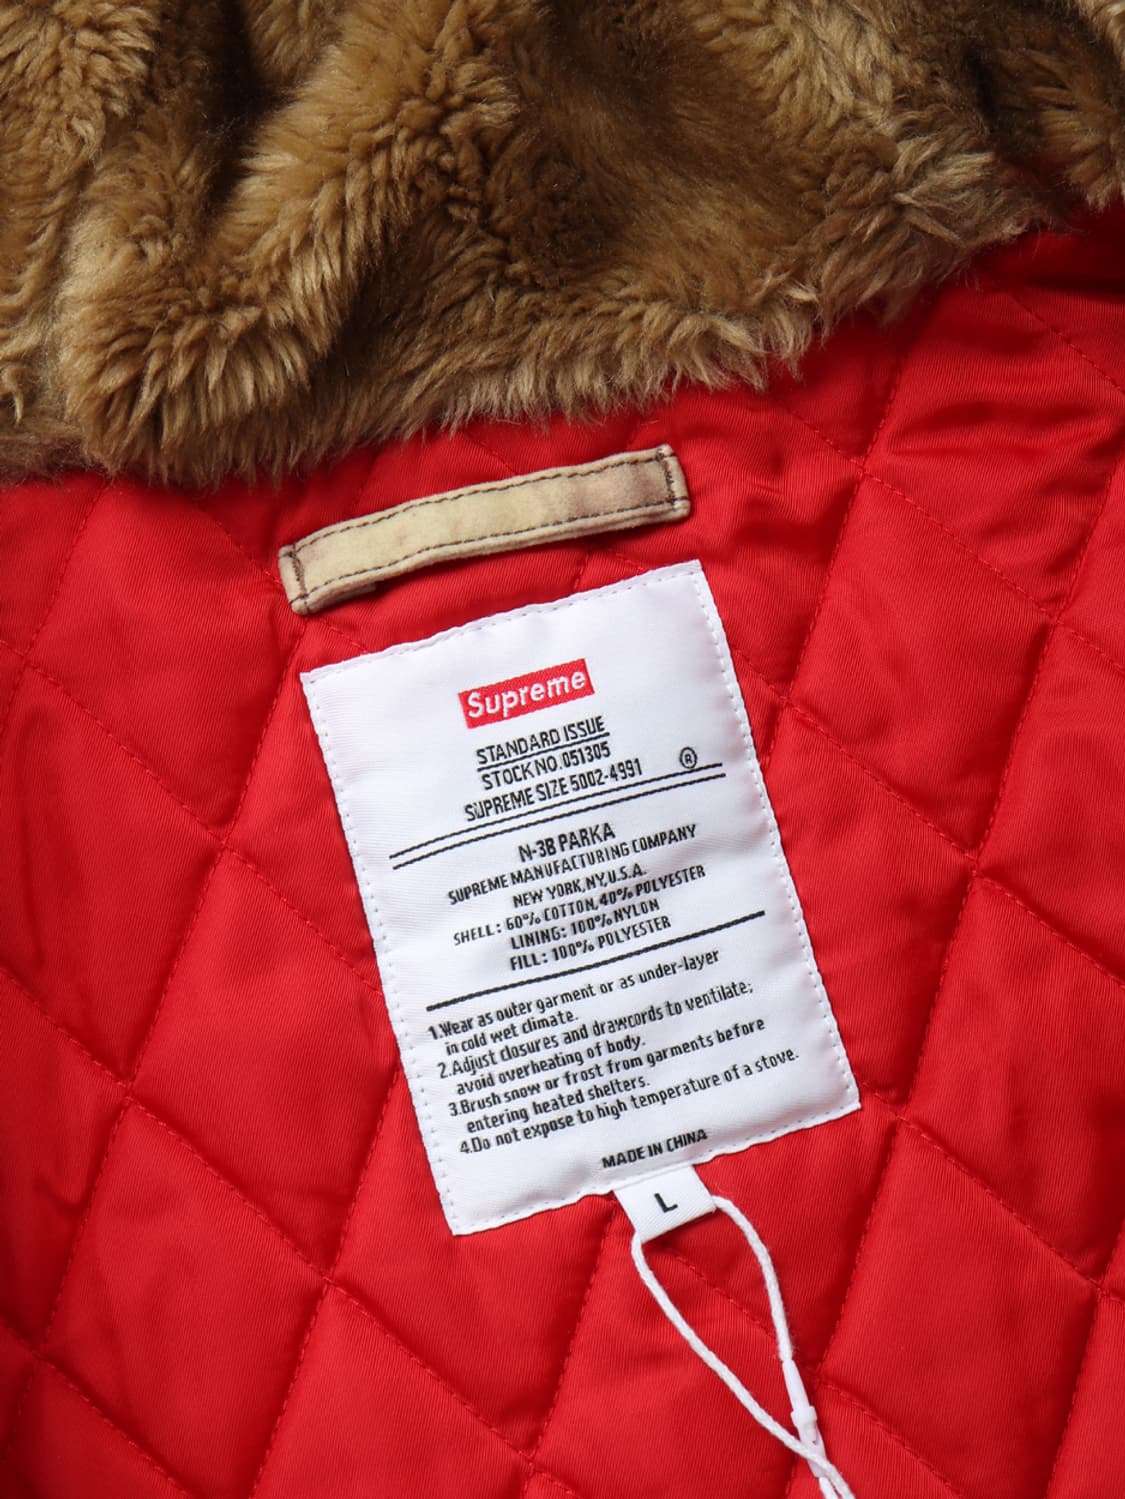 Supreme
STANDARD ISSUE
STOCK NO. 051305
SUPREME SIZE 5002-4991 ®
N-3B PARKA
SUPREME MANUFACTURING COMPANY
NEW YORK,NY,U.S.A.
SHELL: 60% COTTON,40% POLYESTER
LINING: 100% NYLON
FILL: 100% POLYESTER
1.Wear as outer garment or as under-layer
in cold wet climate.
2.Adjust closures and drawcords to ventilate;
avoid overheating of body.
3.Brush snow or frost from garments before
entering heated shelters.
4.Do not expose to high temperature of a stove.
MADE IN CHINA
L